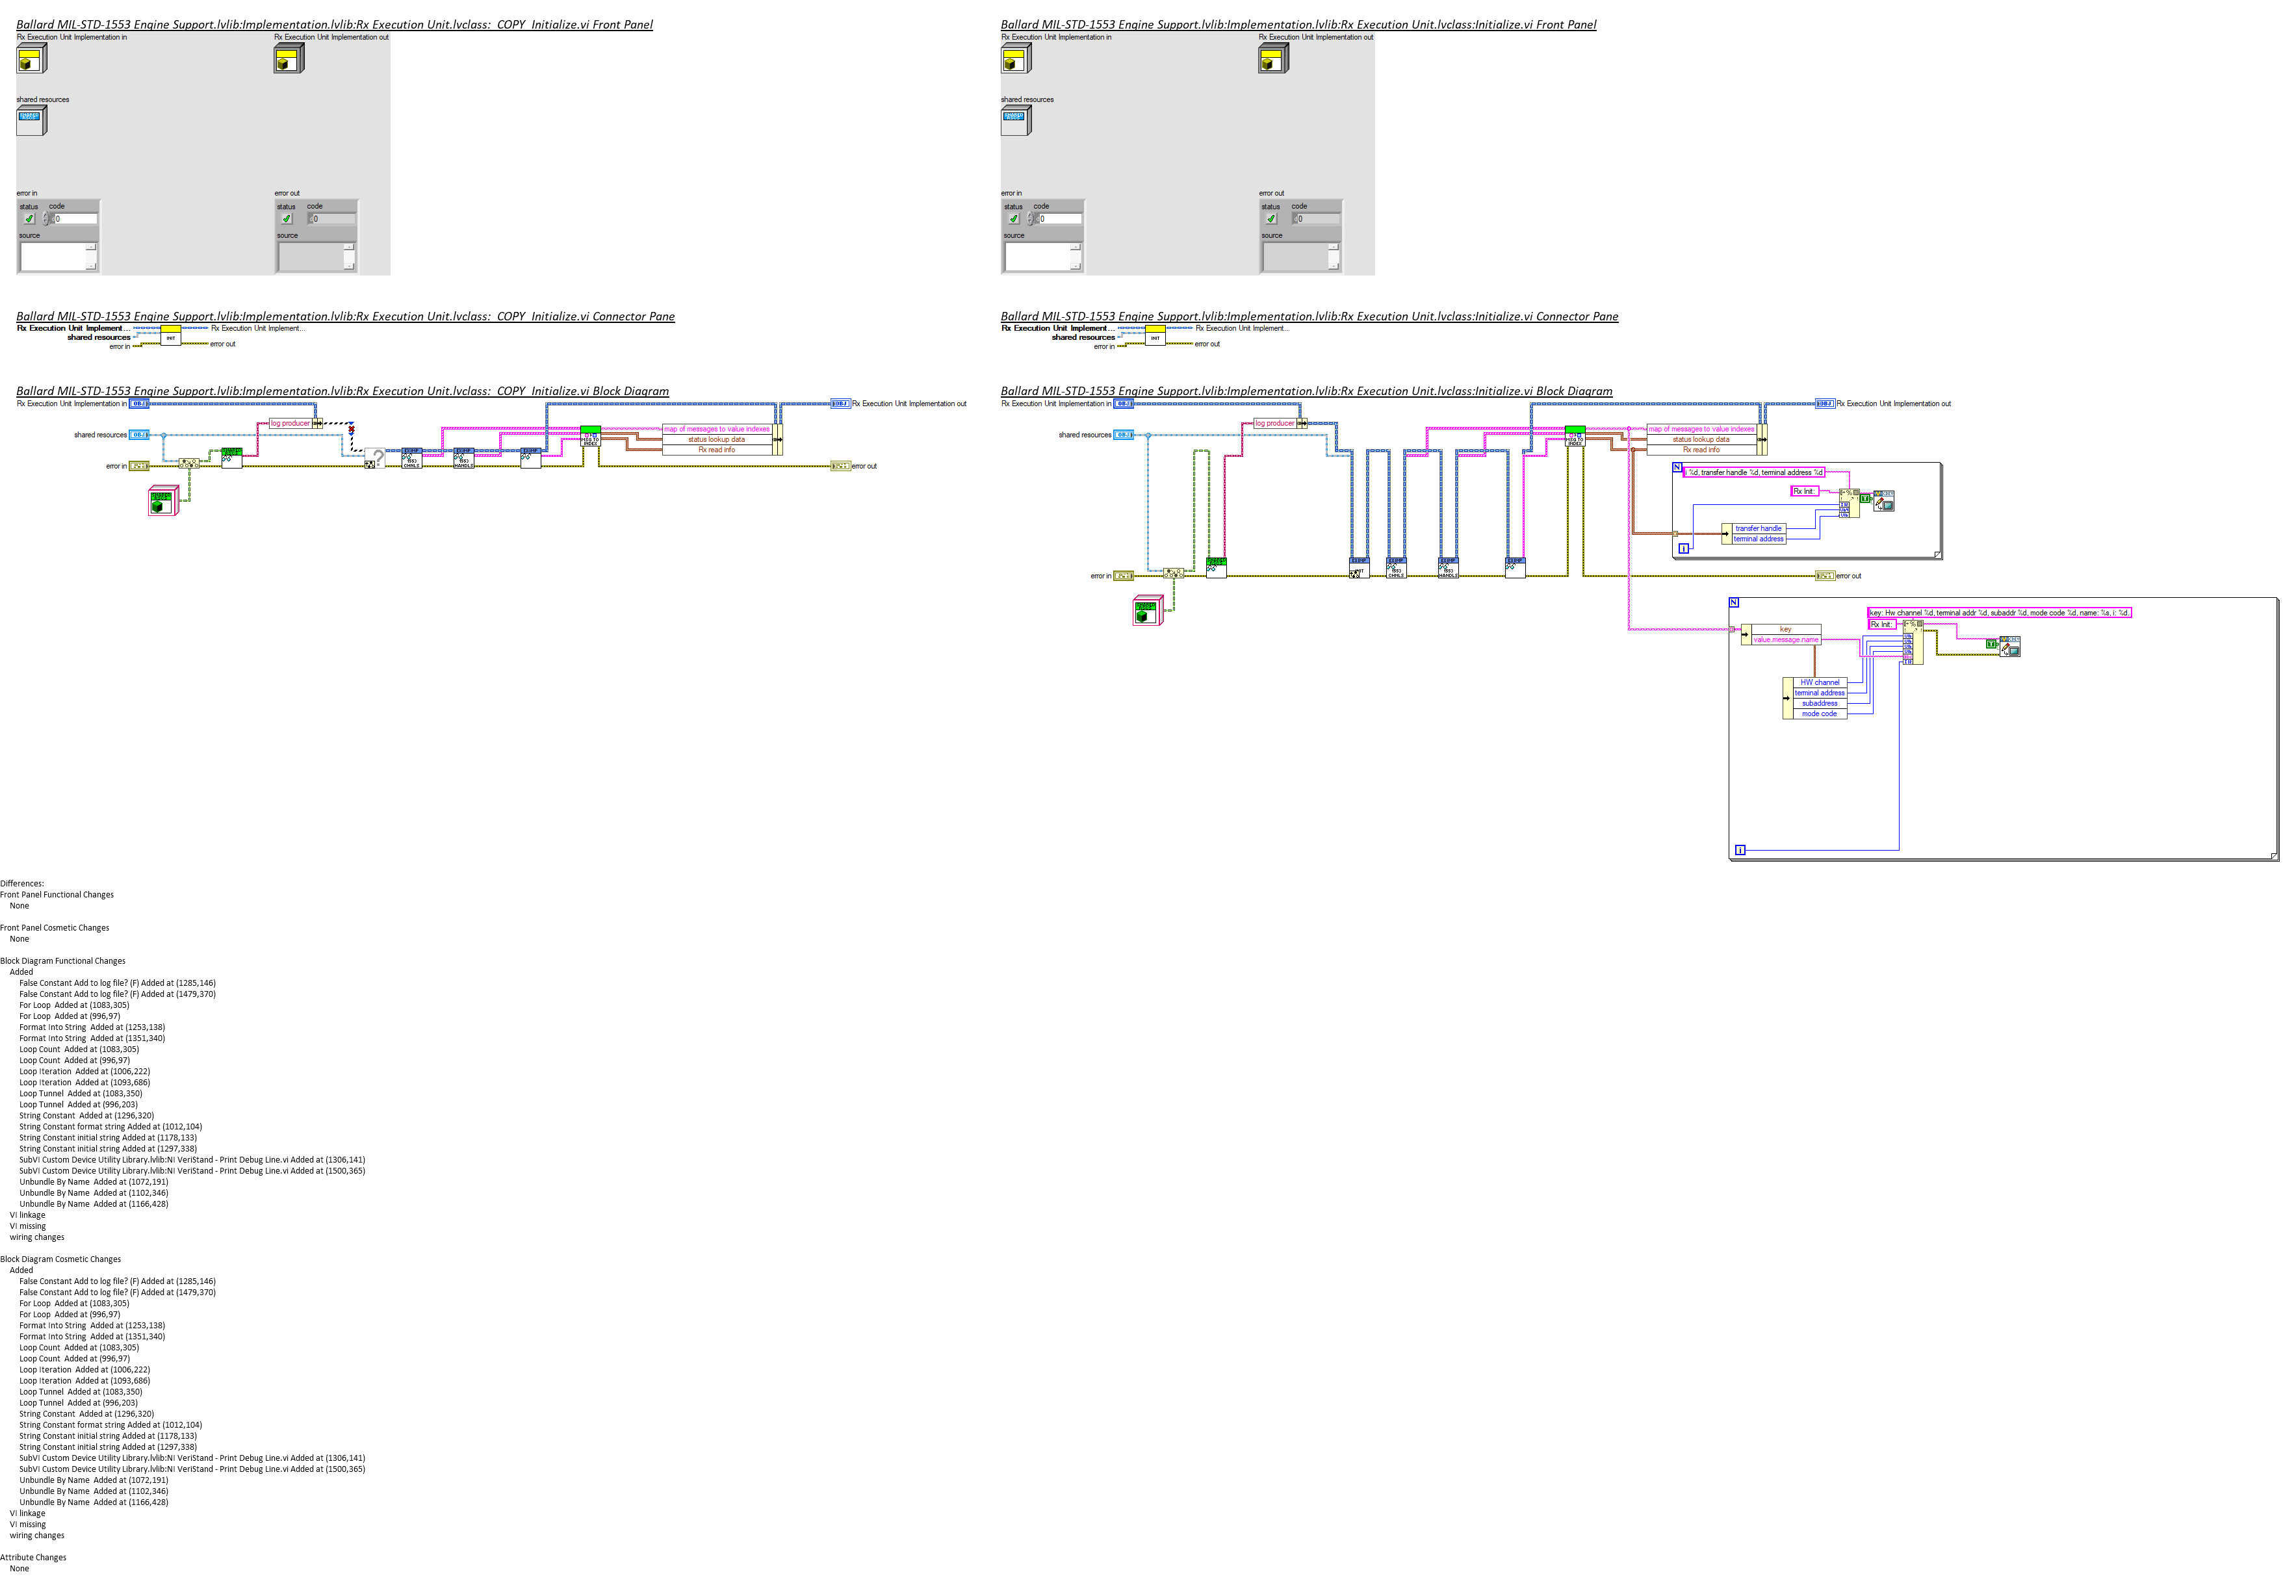 Ballard MIL-STD-1553 Engine Support.lvlib:Implementation.lvlib:Rx Execution Unit.lvclass:_COPY_Initialize.vi Front Panel
Rx Execution Unit Implementation in
Rx Execution Unit Implementation out
shared resources
error in
error out
status code
0
source
status code
0
source
Ballard MIL-STD-1553 Engine Support.lvlib:Implementation.lvlib:Rx Execution Unit.lvclass:_COPY_Initialize.vi Connector Pane
Rx Execution Unit Implement...
Rx Execution Unit Implement...
shared resources
INIT
error in
error out
Ballard MIL-STD-1553 Engine Support.lvlib:Implementation.lvlib:Rx Execution Unit.lvclass:_COPY_Initialize.vi Block Diagram
Rx Execution Unit Implementation in
OBJ
OBJ
Rx Execution Unit Implementation out
log producer
shared resources
OBJ
map of messages to value indexes
status lookup data
Rx read info
error in
error out
Ballard MIL-STD-1553 Engine Support.lvlib:Implementation.lvlib:Rx Execution Unit.lvclass:Initialize.vi Front Panel
Rx Execution Unit Implementation in
Rx Execution Unit Implementation out
shared resources
error in
error out
status code
0
source
status code
0
source
Ballard MIL-STD-1553 Engine Support.lvlib:Implementation.lvlib:Rx Execution Unit.lvclass:Initialize.vi Connector Pane
Rx Execution Unit Implement...
Rx Execution Unit Implement...
shared resources
INIT
error in
error out
Ballard MIL-STD-1553 Engine Support.lvlib:Implementation.lvlib:Rx Execution Unit.lvclass:Initialize.vi Block Diagram
Rx Execution Unit Implementation in
OBJ
OBJ
Rx Execution Unit Implementation out
log producer
shared resources
OBJ
map of messages to value indexes
status lookup data
Rx read info
N
%d, transfer handle %d, terminal address %d
Rx Init:
transfer handle
terminal address
i
error in
error out
N
key: Hw channel %d, terminal addr %d, subaddr %d, mode code %d, name: %s, i: %d,
Rx Init:
key
value message name
HW channel
terminal address
subaddress
mode code
i
Differences:
Front Panel Functional Changes
None
Front Panel Cosmetic Changes
None
Block Diagram Functional Changes
Added
False Constant Add to log file? (F) Added at (1285,146)
False Constant Add to log file? (F) Added at (1479,370)
For Loop  Added at (1083,305)
For Loop  Added at (996,97)
Format Into String  Added at (1253,138)
Format Into String  Added at (1351,340)
Loop Count  Added at (1083,305)
Loop Count  Added at (996,97)
Loop Iteration  Added at (1006,222)
Loop Iteration  Added at (1093,686)
Loop Tunnel  Added at (1083,350)
Loop Tunnel  Added at (996,203)
String Constant  Added at (1296,320)
String Constant format string Added at (1012,104)
String Constant initial string Added at (1178,133)
String Constant initial string Added at (1297,338)
SubVI Custom Device Utility Library.lvlib:NI VeriStand - Print Debug Line.vi Added at (1306,141)
SubVI Custom Device Utility Library.lvlib:NI VeriStand - Print Debug Line.vi Added at (1500,365)
Unbundle By Name  Added at (1072,191)
Unbundle By Name  Added at (1102,346)
Unbundle By Name  Added at (1166,428)
VI linkage
VI missing
wiring changes
Block Diagram Cosmetic Changes
Added
False Constant Add to log file? (F) Added at (1285,146)
False Constant Add to log file? (F) Added at (1479,370)
For Loop  Added at (1083,305)
For Loop  Added at (996,97)
Format Into String  Added at (1253,138)
Format Into String  Added at (1351,340)
Loop Count  Added at (1083,305)
Loop Count  Added at (996,97)
Loop Iteration  Added at (1006,222)
Loop Iteration  Added at (1093,686)
Loop Tunnel  Added at (1083,350)
Loop Tunnel  Added at (996,203)
String Constant  Added at (1296,320)
String Constant format string Added at (1012,104)
String Constant initial string Added at (1178,133)
String Constant initial string Added at (1297,338)
SubVI Custom Device Utility Library.lvlib:NI VeriStand - Print Debug Line.vi Added at (1306,141)
SubVI Custom Device Utility Library.lvlib:NI VeriStand - Print Debug Line.vi Added at (1500,365)
Unbundle By Name  Added at (1072,191)
Unbundle By Name  Added at (1102,346)
Unbundle By Name  Added at (1166,428)
VI linkage
VI missing
wiring changes
Attribute Changes
None